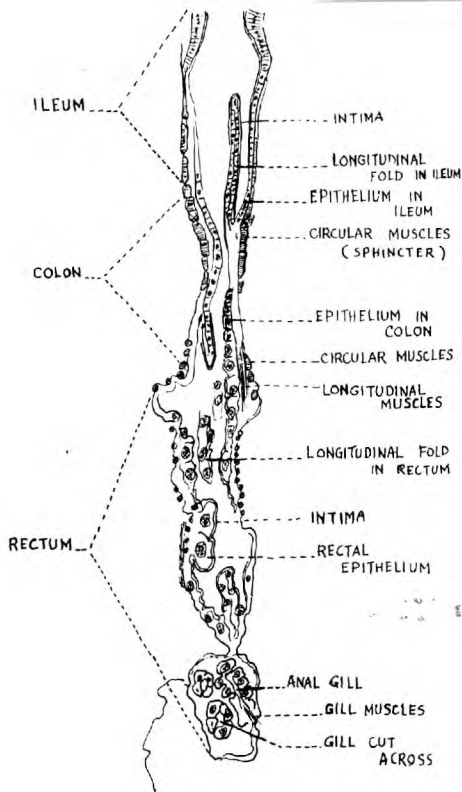 ILEUM
COLON
RECTUM
INTIMA
LONGITUDINAL
FOLD IN ILEUM
EPITHELIUM IN
ILEUM
CIRCULAR MUSCLES
(SPHINCTER)
EPITHELIUM IN
COLON
CIRCULAR MUSCLES
LONGITUDINAL
MUSCLES
LONGITUDINAL FOLD
IN RECTUM
INTIMA
RECTAL
EPITHELIUM
ANAL GILL
GILL MUSCLES
GILL CUT
ACROSS